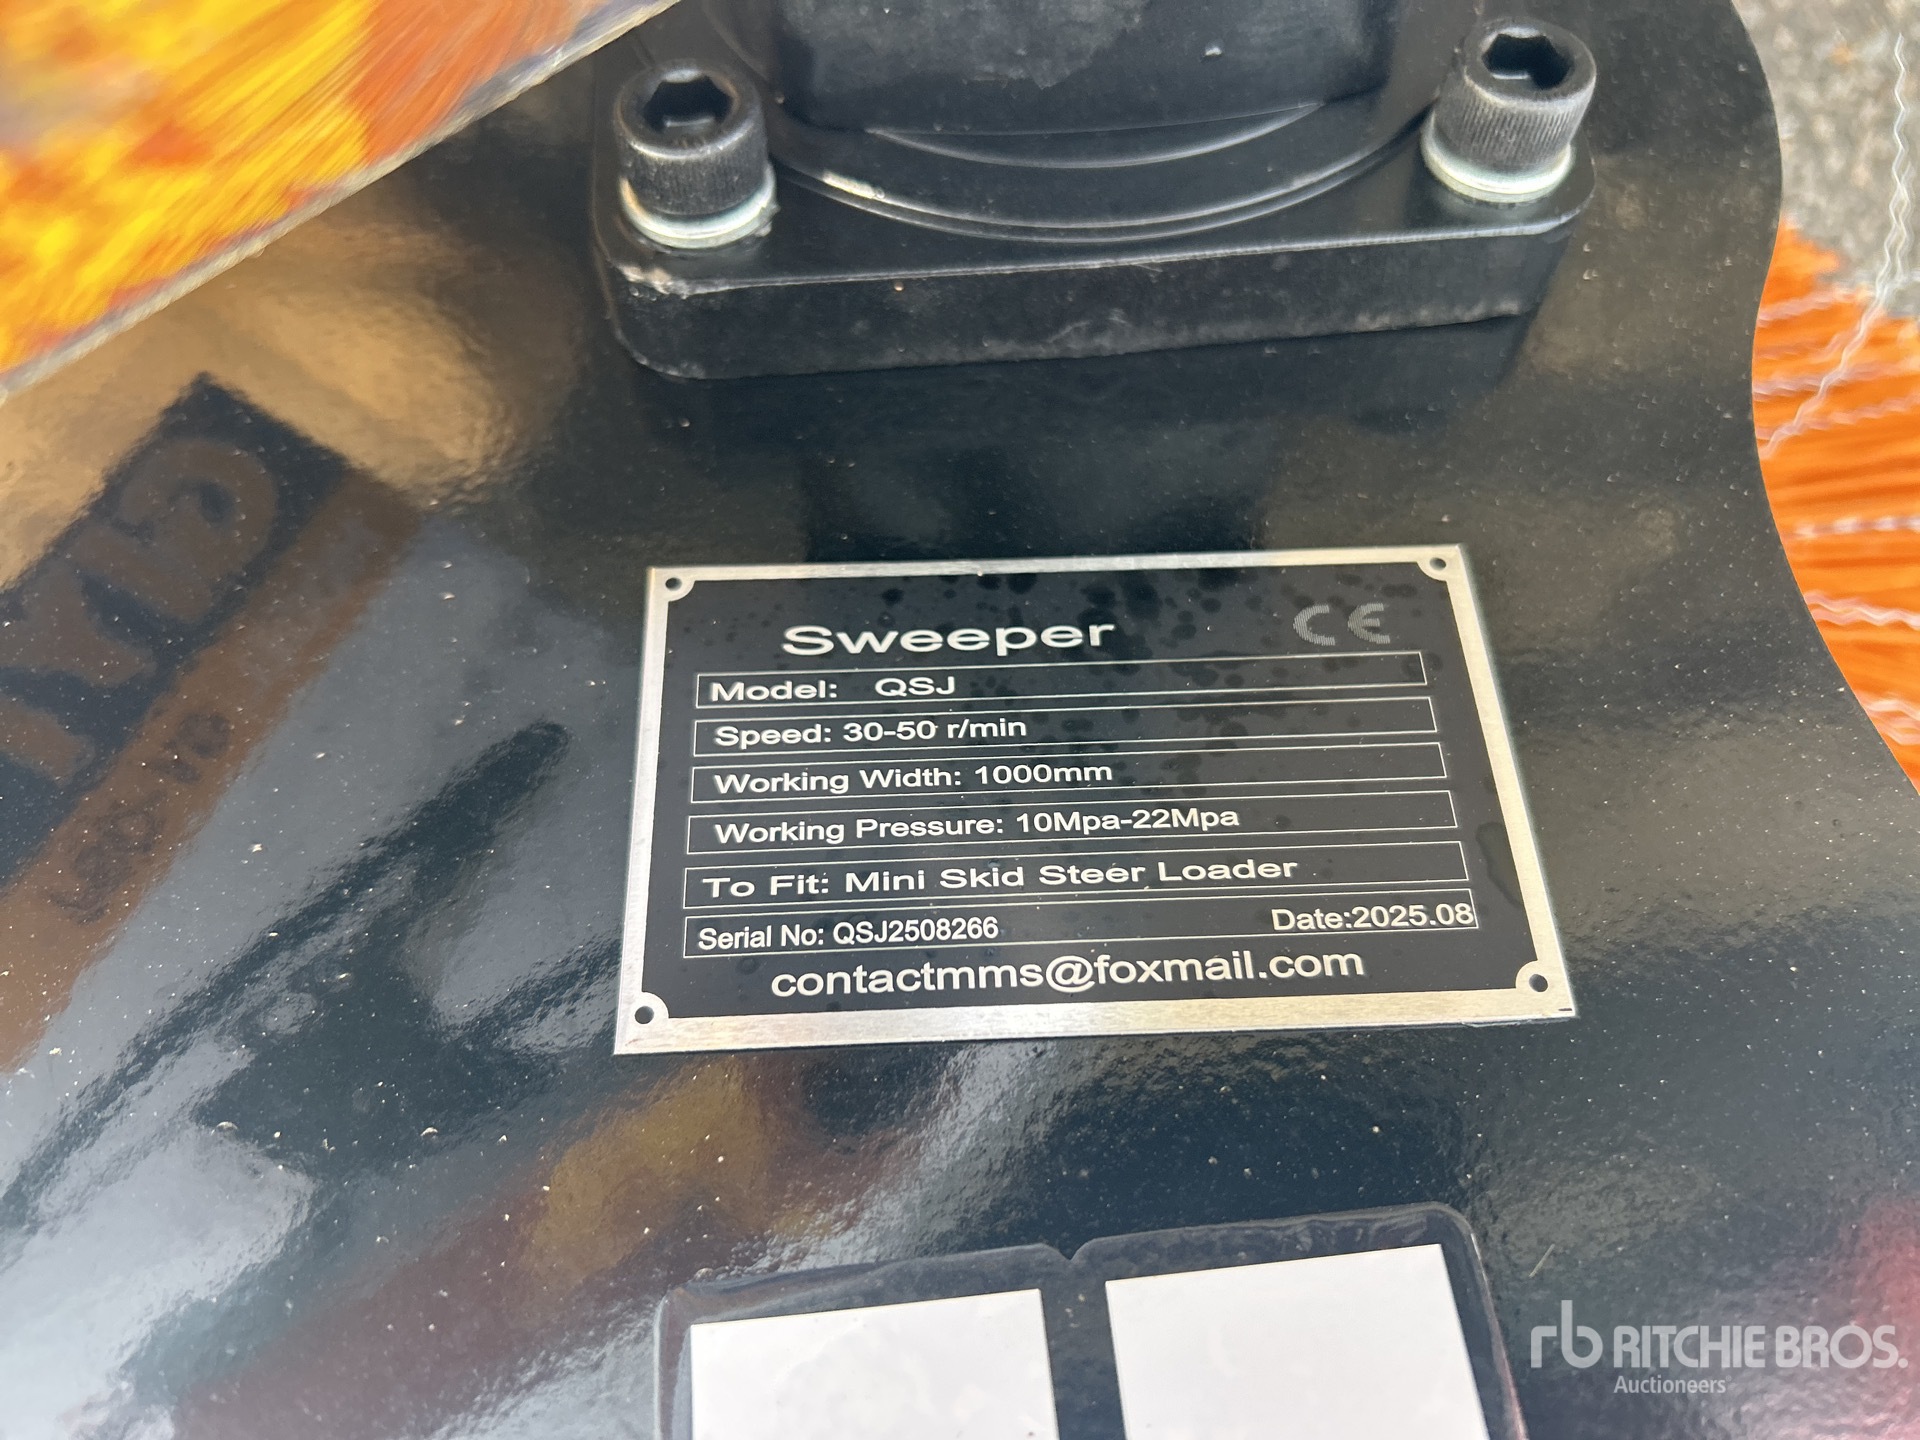 Sweeper CE
Model: QSJ
Speed: 30-50 r/min
Working Width: 1000mm
Working Pressure: 10Mpa-22Mpa
To Fit: Mini Skid Steer Loader
Serial No: QSJ2508266 Date:2025.08
contactmms@foxmail.com
rb RITCHIE BROS.
Auctioneers